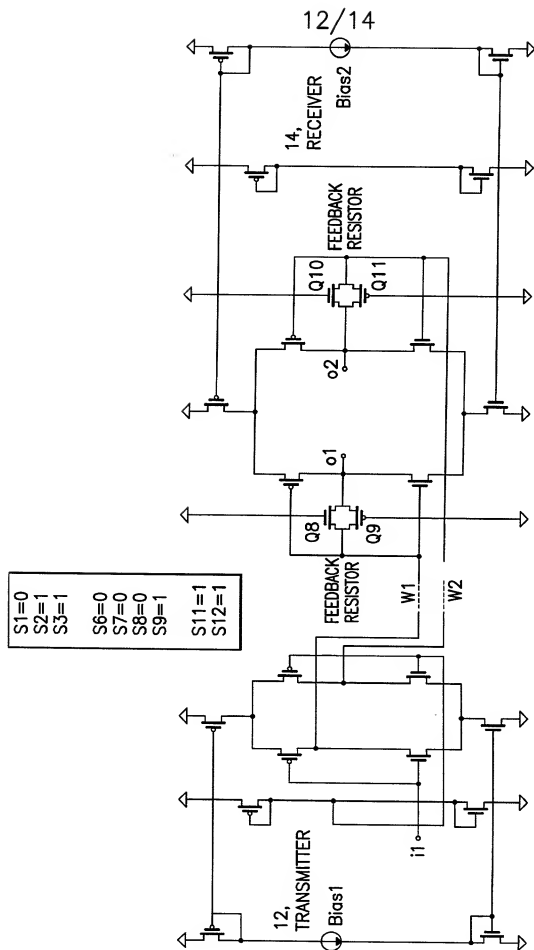 12/14
S1=0
S2=1
S3=1
S6=0
S7=0
S8=0
S9=1
S11=1
S12=1
12,
TRANSMITTER
Bias1
i1
W1
W2
FEEDBACK
RESISTOR
Q8
Q9
o1
o2
Q10
Q11
FEEDBACK
RESISTOR
14,
RECEIVER
Bias2